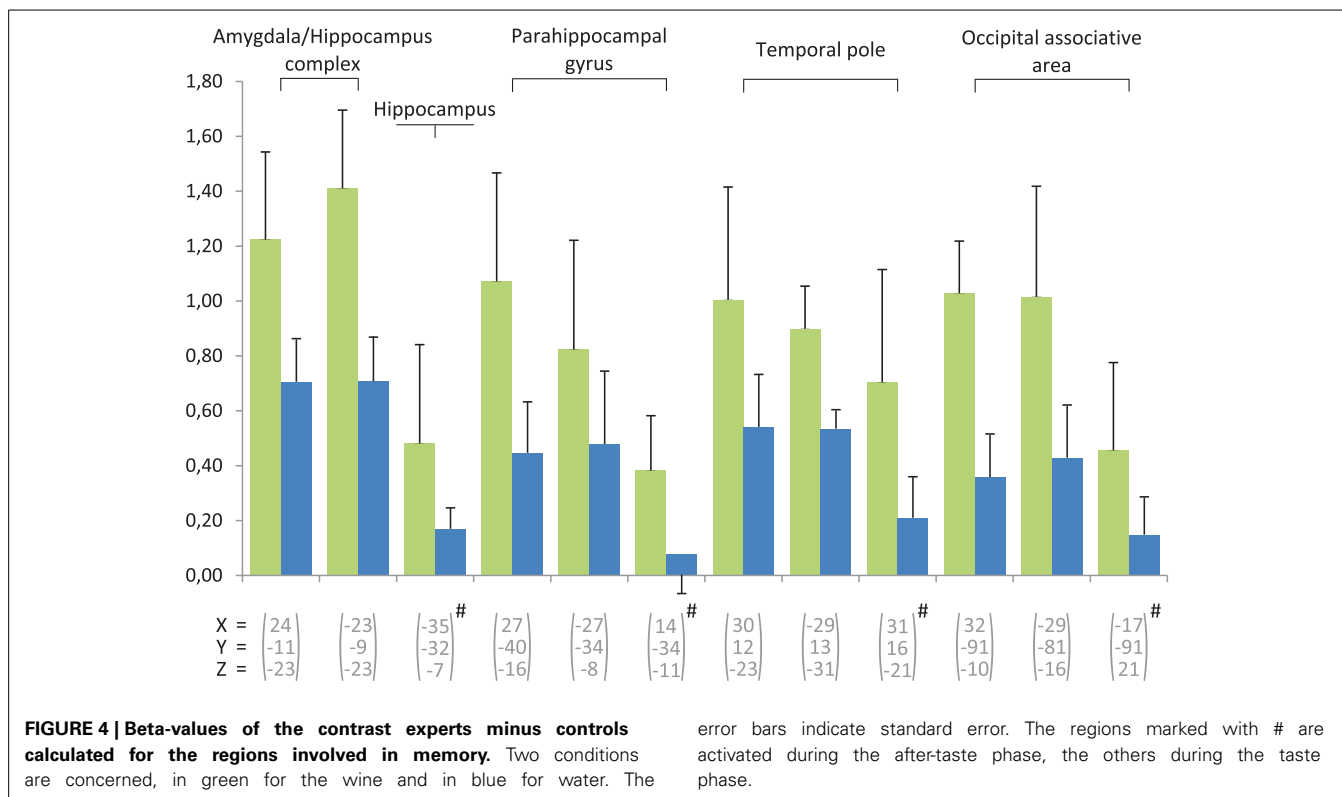 Amygdala/Hippocampus
complex
Hippocampus
Parahippocampal
gyrus
Temporal pole
Occipital associative
area
1,80
1,60
1,40
1,20
1,00
0,80
0,60
0,40
0,20
0,00
# # # #
X = (24 -23 -35 27 -27 14 30 -29 31 32 -29 -17)
Y = (-11 -9 -32 -40 -34 -34 12 13 16 -91 -81 -91)
Z = (-23 -23 -7 -16 -8 -11 -23 -31 -21 -10 -16 21)
FIGURE 4 | Beta-values of the contrast experts minus controls
calculated for the regions involved in memory. Two conditions
are concerned, in green for the wine and in blue for water. The
error bars indicate standard error. The regions marked with # are
activated during the after-taste phase, the others during the taste
phase.